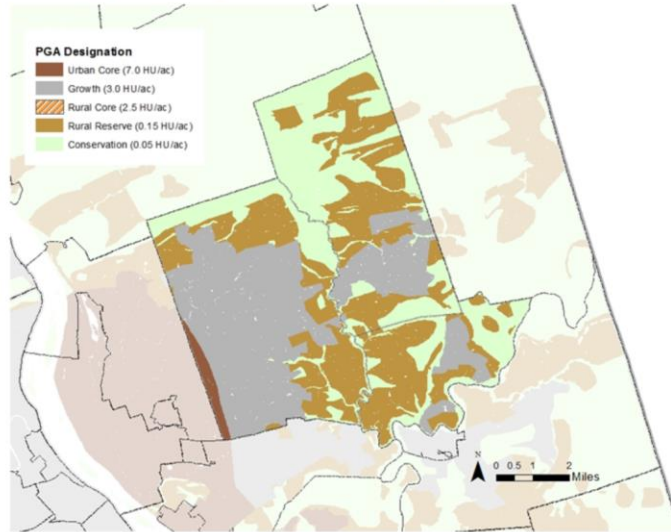 PGA Designation
Urban Core (7.0 HU/ac)
Growth (3.0 HU/ac)
Rural Core (2.5 HU/ac)
Rural Reserve (0.15 HU/ac)
Conservation (0.05 HU/ac)
N
0 0.5 1 2
Miles